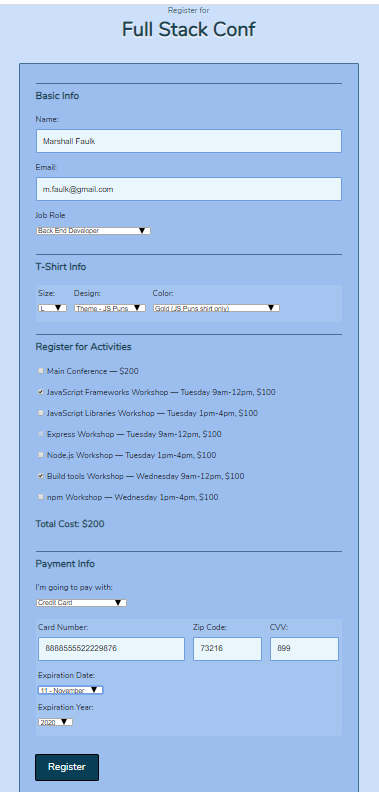 Register for
Full Stack Conf
Basic Info
Name:
Marshall Faulk
Email:
m.faulk@gmail.com
Job Role
Back End Developer
T-Shirt Info
Size: Design: Color:
L Theme - JS Puns Gold (JS Puns shirt only)
Register for Activities
Main Conference — $200
JavaScript Frameworks Workshop — Tuesday 9am-12pm, $100
JavaScript Libraries Workshop — Tuesday 1pm-4pm, $100
Express Workshop — Tuesday 9am-12pm, $100
Node.js Workshop — Tuesday 1pm-4pm, $100
Build tools Workshop — Wednesday 9am-12pm, $100
npm Workshop — Wednesday 1pm-4pm, $100
Total Cost: $200
Payment Info
I'm going to pay with:
Credit Card
Card Number: Zip Code: CVV:
8888555522229876 73216 899
Expiration Date:
11 - November
Expiration Year:
2020
Register